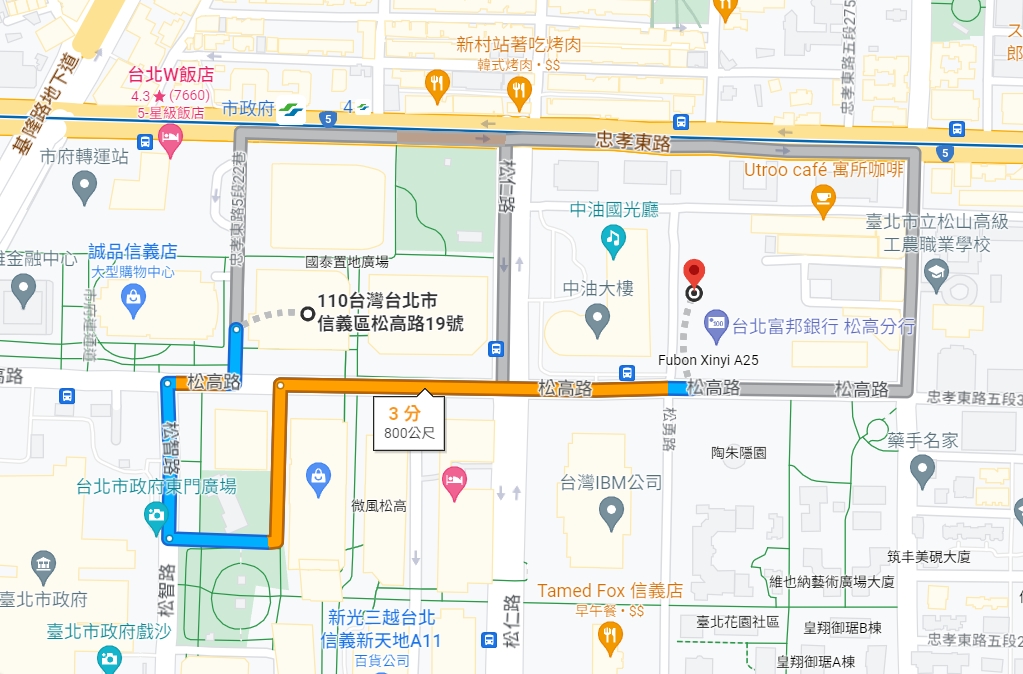 新村站著吃烤肉
韓式烤肉・$$
台北W飯店
4.3★ (7660)
5-星級飯店
市政府
4
5
基隆路地下道
忠孝東路五段275
忠孝東路
5
市府轉運站
忠孝東路5段22巷
松仁路
Utroo café 寓所咖啡
中油國光廳
臺北市立松山高級
工農職業學校
誠品信義店
大型購物中心
國泰置地廣場
金融中心
中油大樓
110台灣台北市
信義區松高路19號
台北富邦銀行 松高分行
Fubon Xinyi A25
高路
松高路
松高路
松高路
松高路
忠孝東路五段3
3 分
800公尺
松智路
松勇路
藥手名家
陶朱隱園
台北市政府東門廣場
微風松高
台灣IBM公司
筑丰美硯大廈
維也納藝術廣場大廈
臺北市政府
松智路
Tamed Fox 信義店
早午餐・$$
新光三越台北
信義新天地A11
百貨公司
松仁路
臺北花園社區
皇翔御琚B棟
臺北市政府戲沙
忠孝東路五段
皇翔御琚A棟